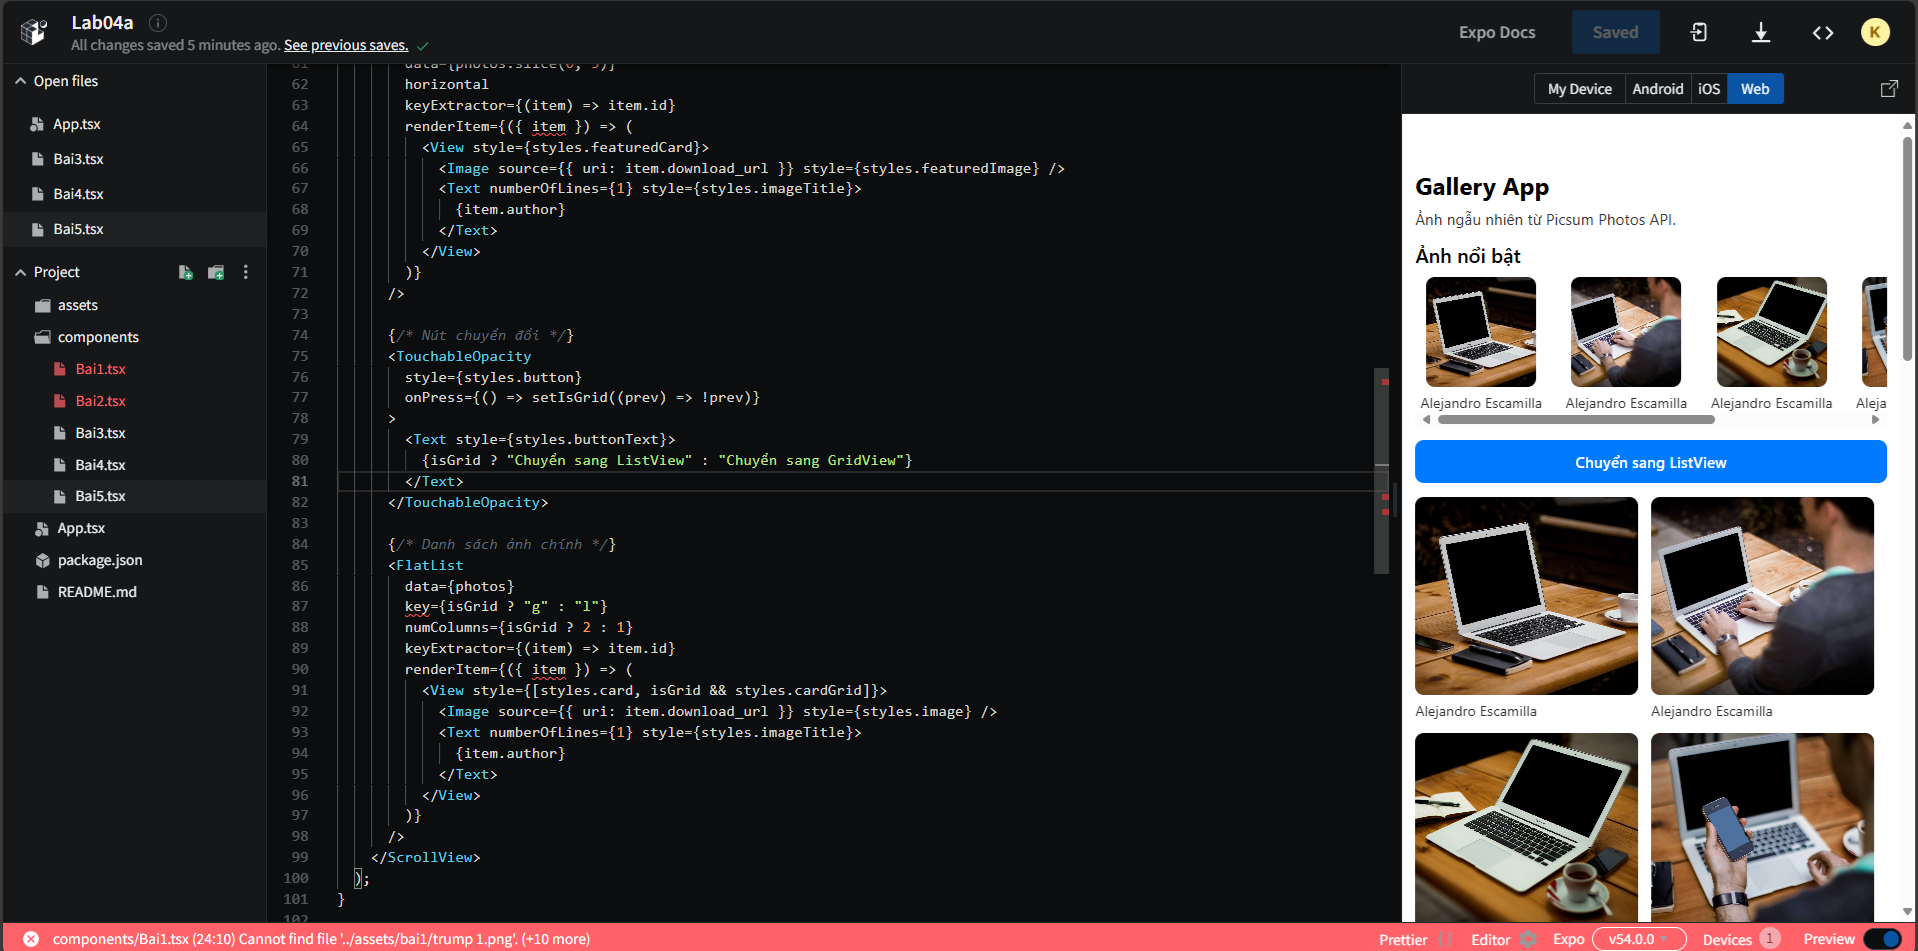 Lab04a
All changes saved 5 minutes ago. See previous saves.
Expo Docs
Saved
K
Open files
App.tsx
Bai3.tsx
Bai4.tsx
Bai5.tsx
Project
assets
components
Bai1.tsx
Bai2.tsx
Bai3.tsx
Bai4.tsx
Bai5.tsx
App.tsx
package.json
README.md
62 horizontal
63 keyExtractor={(item) => item.id}
64 renderItem={({ item }) => (
65 <View style={styles.featuredCard}>
66 <Image source={{ uri: item.download_url }} style={styles.featuredImage} />
67 <Text numberOfLines={1} style={styles.imageTitle}>
68 {item.author}
69 </Text>
70 </View>
71 )}
72 />
73
74 {/* Nút chuyển đổi */}
75 <TouchableOpacity
76 style={styles.button}
77 onPress={() => setIsGrid((prev) => !prev)}
78 >
79 <Text style={styles.buttonText}>
80 {isGrid ? "Chuyển sang ListView" : "Chuyển sang GridView"}
81 </Text>
82 </TouchableOpacity>
83
84 {/* Danh sách ảnh chính */}
85 <FlatList
86 data={photos}
87 key={isGrid ? "g" : "l"}
88 numColumns={isGrid ? 2 : 1}
89 keyExtractor={(item) => item.id}
90 renderItem={({ item }) => (
91 <View style={[styles.card, isGrid && styles.cardGrid]}>
92 <Image source={{ uri: item.download_url }} style={styles.image} />
93 <Text numberOfLines={1} style={styles.imageTitle}>
94 {item.author}
95 </Text>
96 </View>
97 )}
98 />
99 </ScrollView>
100 );
101 }
My Device
Android
iOS
Web
Gallery App
Ảnh ngẫu nhiên từ Picsum Photos API.
Ảnh nổi bật
Alejandro Escamilla
Alejandro Escamilla
Alejandro Escamilla
Aleja
Chuyển sang ListView
Alejandro Escamilla
Alejandro Escamilla
components/Bai1.tsx (24:10) Cannot find file '../assets/bai1/trump 1.png'. (+10 more)
Prettier { }
Editor
Expo
v54.0.0
Devices 1
Preview